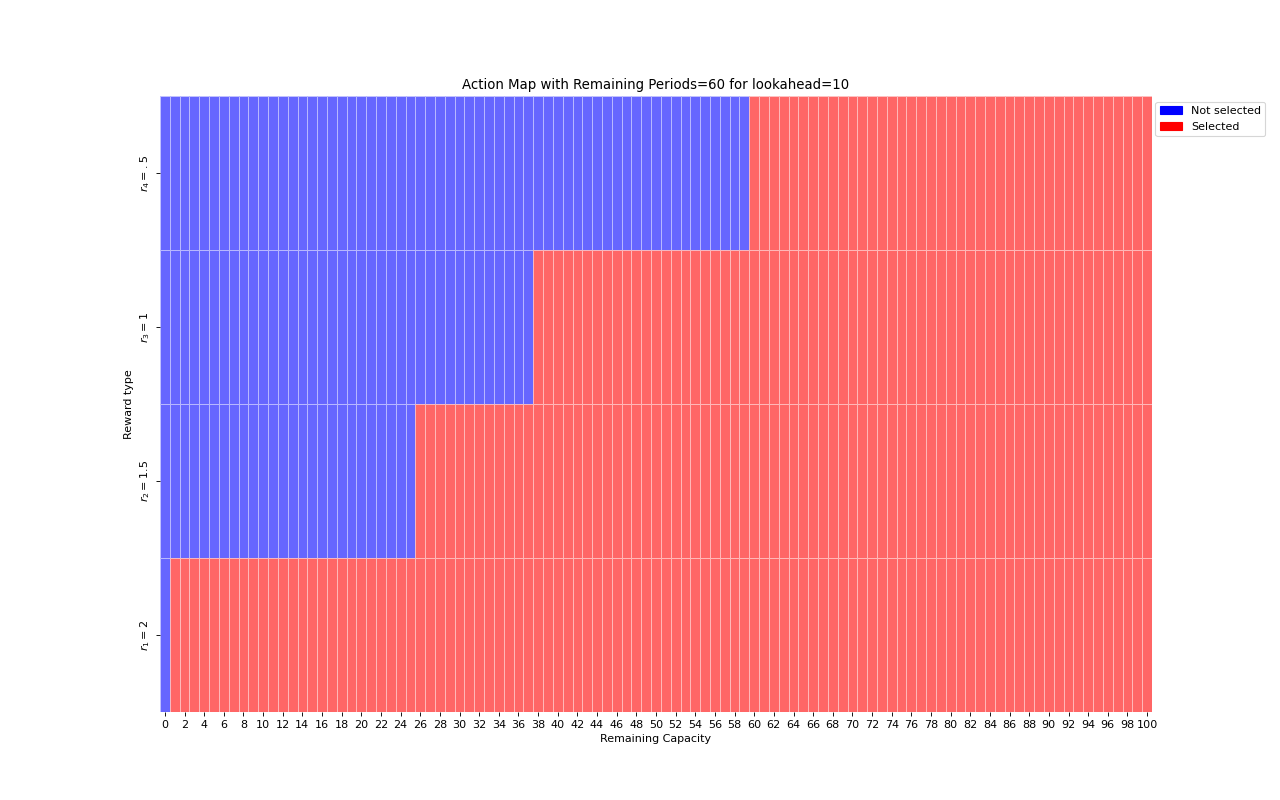 Action Map with Remaining Periods=60 for lookahead=10
Not selected
Selected
r₄ = .5
r₃ = 1
Reward type
r₂ = 1.5
r₁ = 2
0 2 4 6 8 10 12 14 16 18 20 22 24 26 28 30 32 34 36 38 40 42 44 46 48 50 52 54 56 58 60 62 64 66 68 70 72 74 76 78 80 82 84 86 88 90 92 94 96 98 100
Remaining Capacity